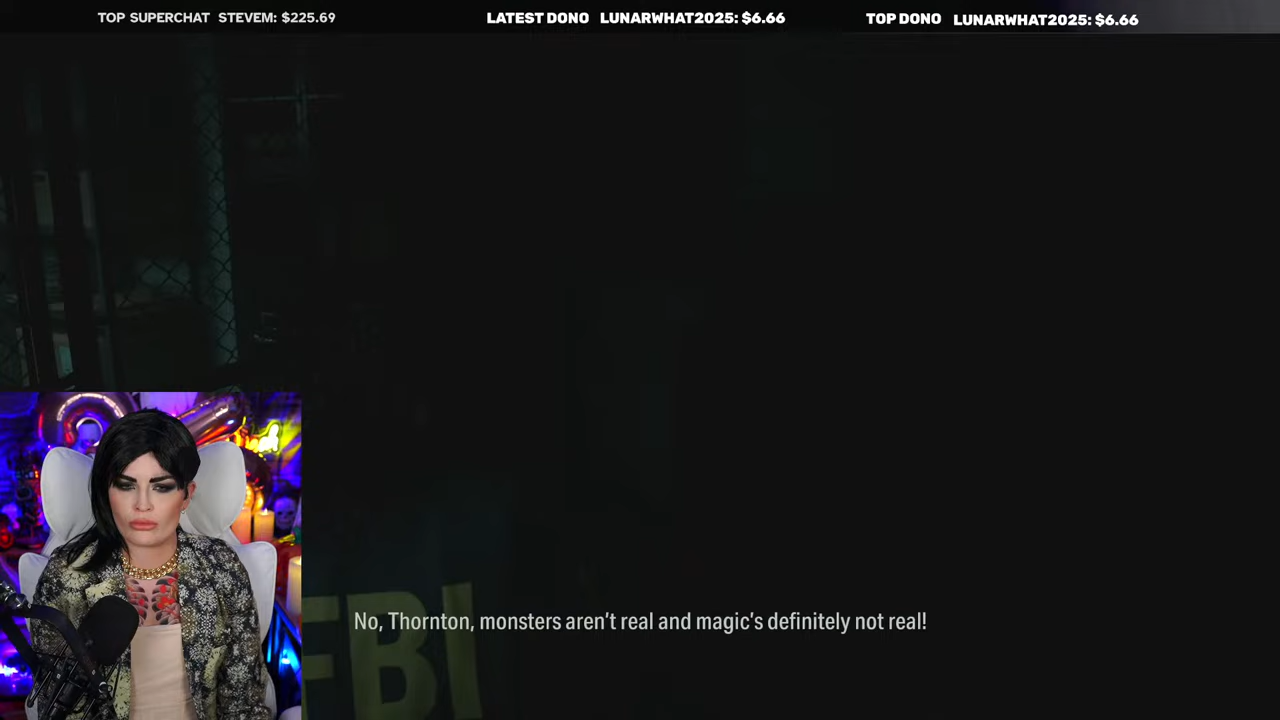 TOP SUPERCHAT STEVEM: $225.69
LATEST DONO LUNARWHAT2025: $6.66
TOP DONO LUNARWHAT2025: $6.66
No, Thornton, monsters aren't real and magic's definitely not real!
FBI